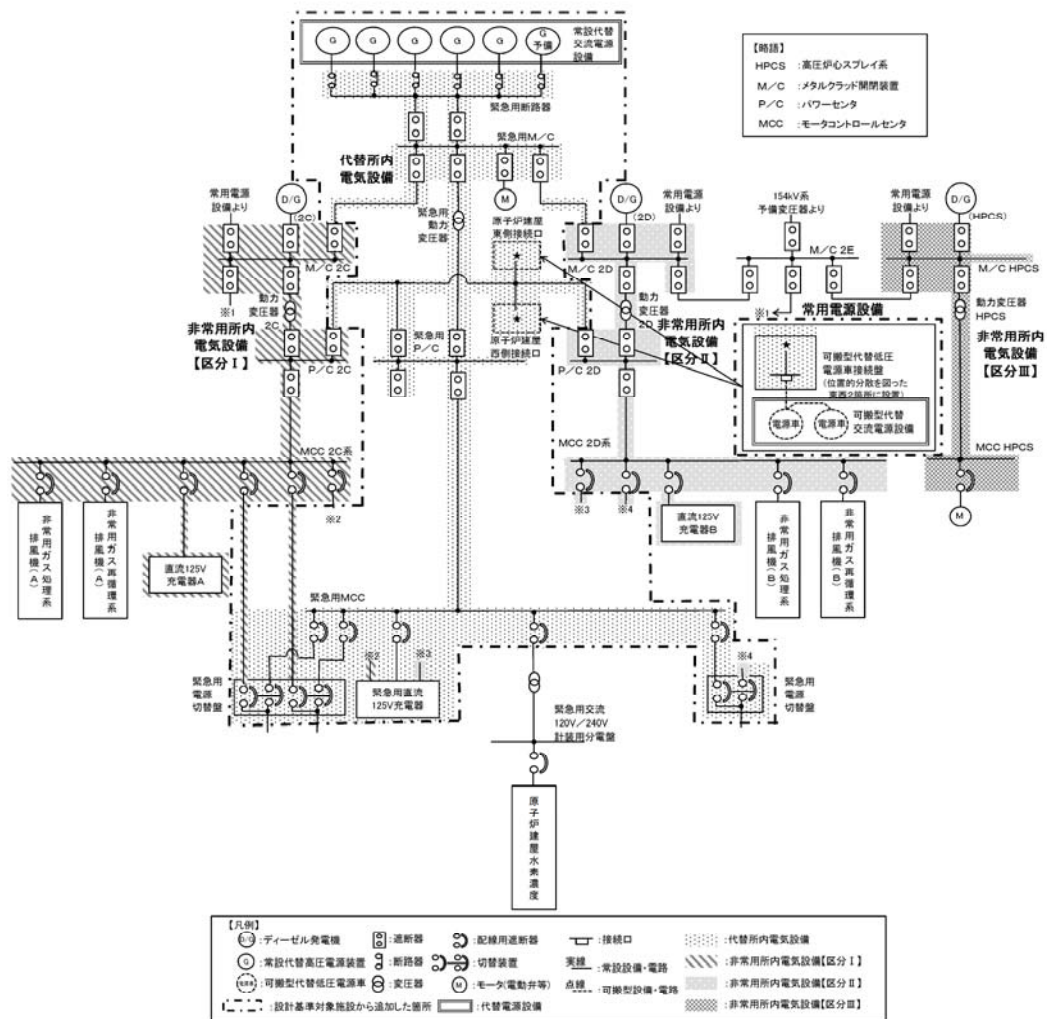 G
G
G
G
G
G
予備
常設代替
交流電源
設備
【略語】
HPCS :高圧炉心スプレイ系
M/C :メタルクラッド開閉装置
P/C :パワーセンタ
MCC :モータコントロールセンタ
緊急用断路器
緊急用M/C
代替所内
電気設備
M
常用電源
設備より
D/G
(2C)
緊急用
動力
変圧器
原子炉建屋
東側接続口
D/G
(2D)
常用電源
設備より
154kV系
予備変圧器より
常用電源
設備より
D/G
(HPCS)
M/C 2C
M/C 2D
M/C 2E
M/C HPCS
※1
動力
変圧器
2C
動力
変圧器
2D
※1
常用電源設備
動力変圧器
HPCS
非常用所内
電気設備
【区分Ⅰ】
緊急用
P/C
原子炉建屋
西側接続口
非常用所内
電気設備
【区分Ⅱ】
非常用所内
電気設備
【区分Ⅲ】
P/C 2C
P/C 2D
可搬型代替低圧
電源車接続盤
(位置的分散を図った
東西2箇所に設置)
電源車
電源車
可搬型代替
交流電源設備
MCC 2C系
MCC 2D系
MCC HPCS
※2
※3
※4
M
非常用ガス処理系
排風機(A)
非常用ガス再循環系
排風機(A)
直流125V
充電器A
直流125V
充電器B
非常用ガス処理系
排風機(B)
非常用ガス再循環系
排風機(B)
緊急用MCC
※2
※3
※4
緊急用
電源
切替盤
緊急用直流
125V充電器
緊急用
電源
切替盤
緊急用交流
120V/240V
計装用分電盤
原子炉建屋水素濃度
【凡例】
D/G :ディーゼル発電機
:遮断器
:配線用遮断器
:接続口
:代替所内電気設備
G :常設代替高圧電源装置
:断路器
:切替装置
実線 :常設設備・電路
:非常用所内電気設備【区分Ⅰ】
電源車 :可搬型代替低圧電源車
:変圧器
M :モータ(電動弁等)
点線 :可搬型設備・電路
:非常用所内電気設備【区分Ⅱ】
:設計基準対象施設から追加した箇所
:代替電源設備
:非常用所内電気設備【区分Ⅲ】